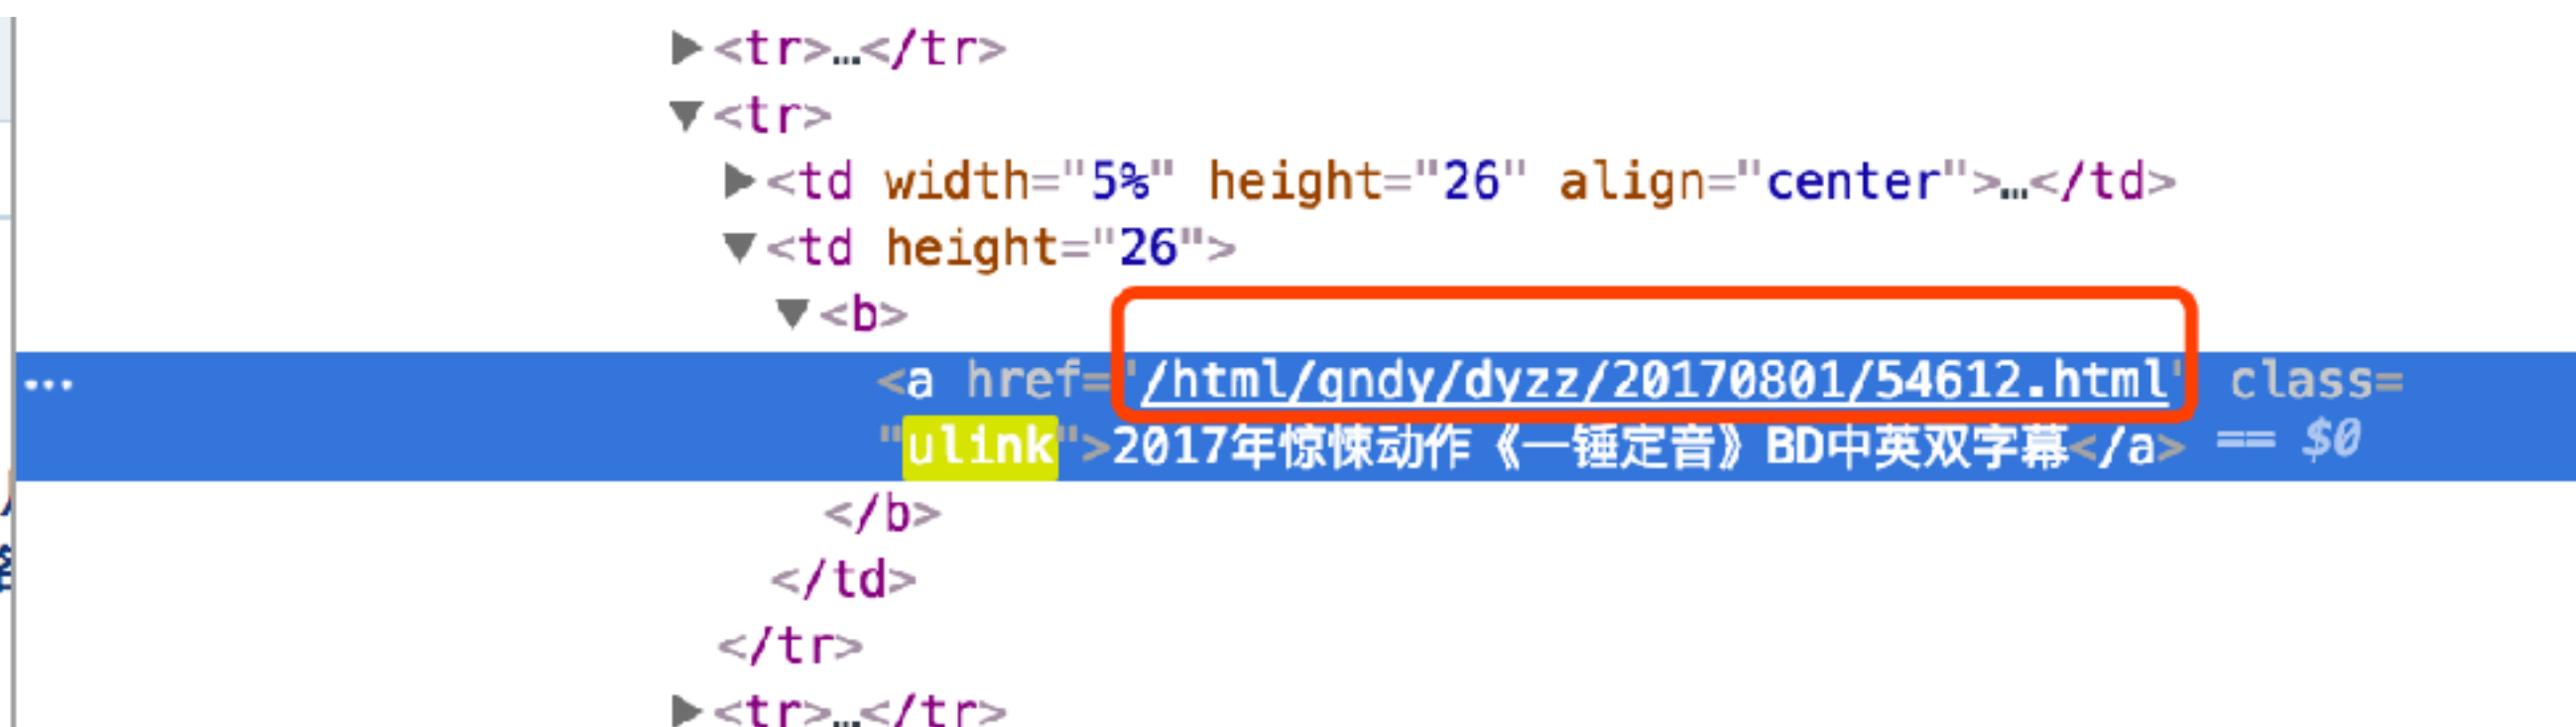 ▶<tr>…</tr>
▼<tr>
▶<td width="5%" height="26" align="center">…</td>
▼<td height="26">
▼<b>
… <a href="/html/gndy/dyzz/20170801/54612.html" class=
"ulink">2017年惊悚动作《一锤定音》BD中英双字幕</a> == $0
</b>
</td>
</tr>
▶<tr>…</tr>